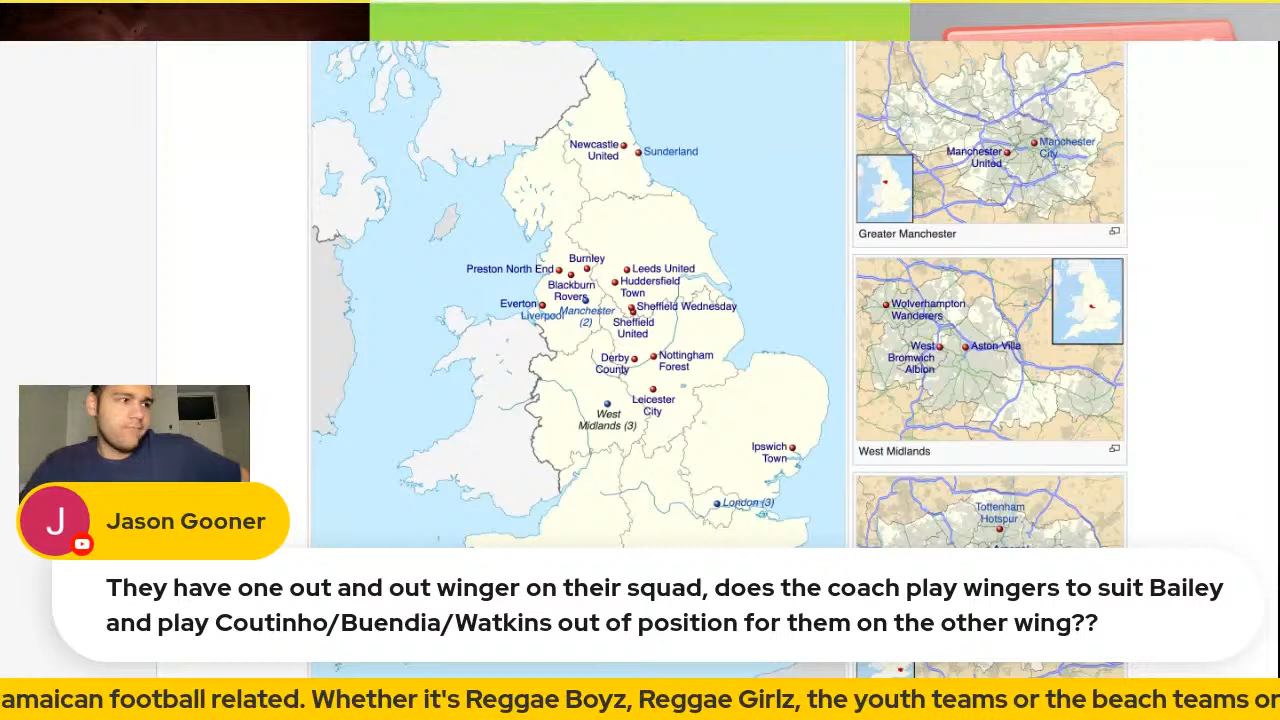 Newcastle
United
Sunderland
Burnley
Preston North End
Leeds United
Blackburn
Rovers
Huddersfield
Town
Everton
Liverpool
Manchester
(2)
Sheffield Wednesday
Sheffield
United
Derby
County
Nottingham
Forest
Leicester
City
West
Midlands (3)
Ipswich
Town
London (3)
Manchester
United
Manchester
City
Greater Manchester
Wolverhampton
Wanderers
West
Bromwich
Albion
Aston Villa
West Midlands
Tottenham
Hotspur
J
Jason Gooner
They have one out and out winger on their squad, does the coach play wingers to suit Bailey
and play Coutinho/Buendia/Watkins out of position for them on the other wing??
amaican football related. Whether it's Reggae Boyz, Reggae Girlz, the youth teams or the beach teams or